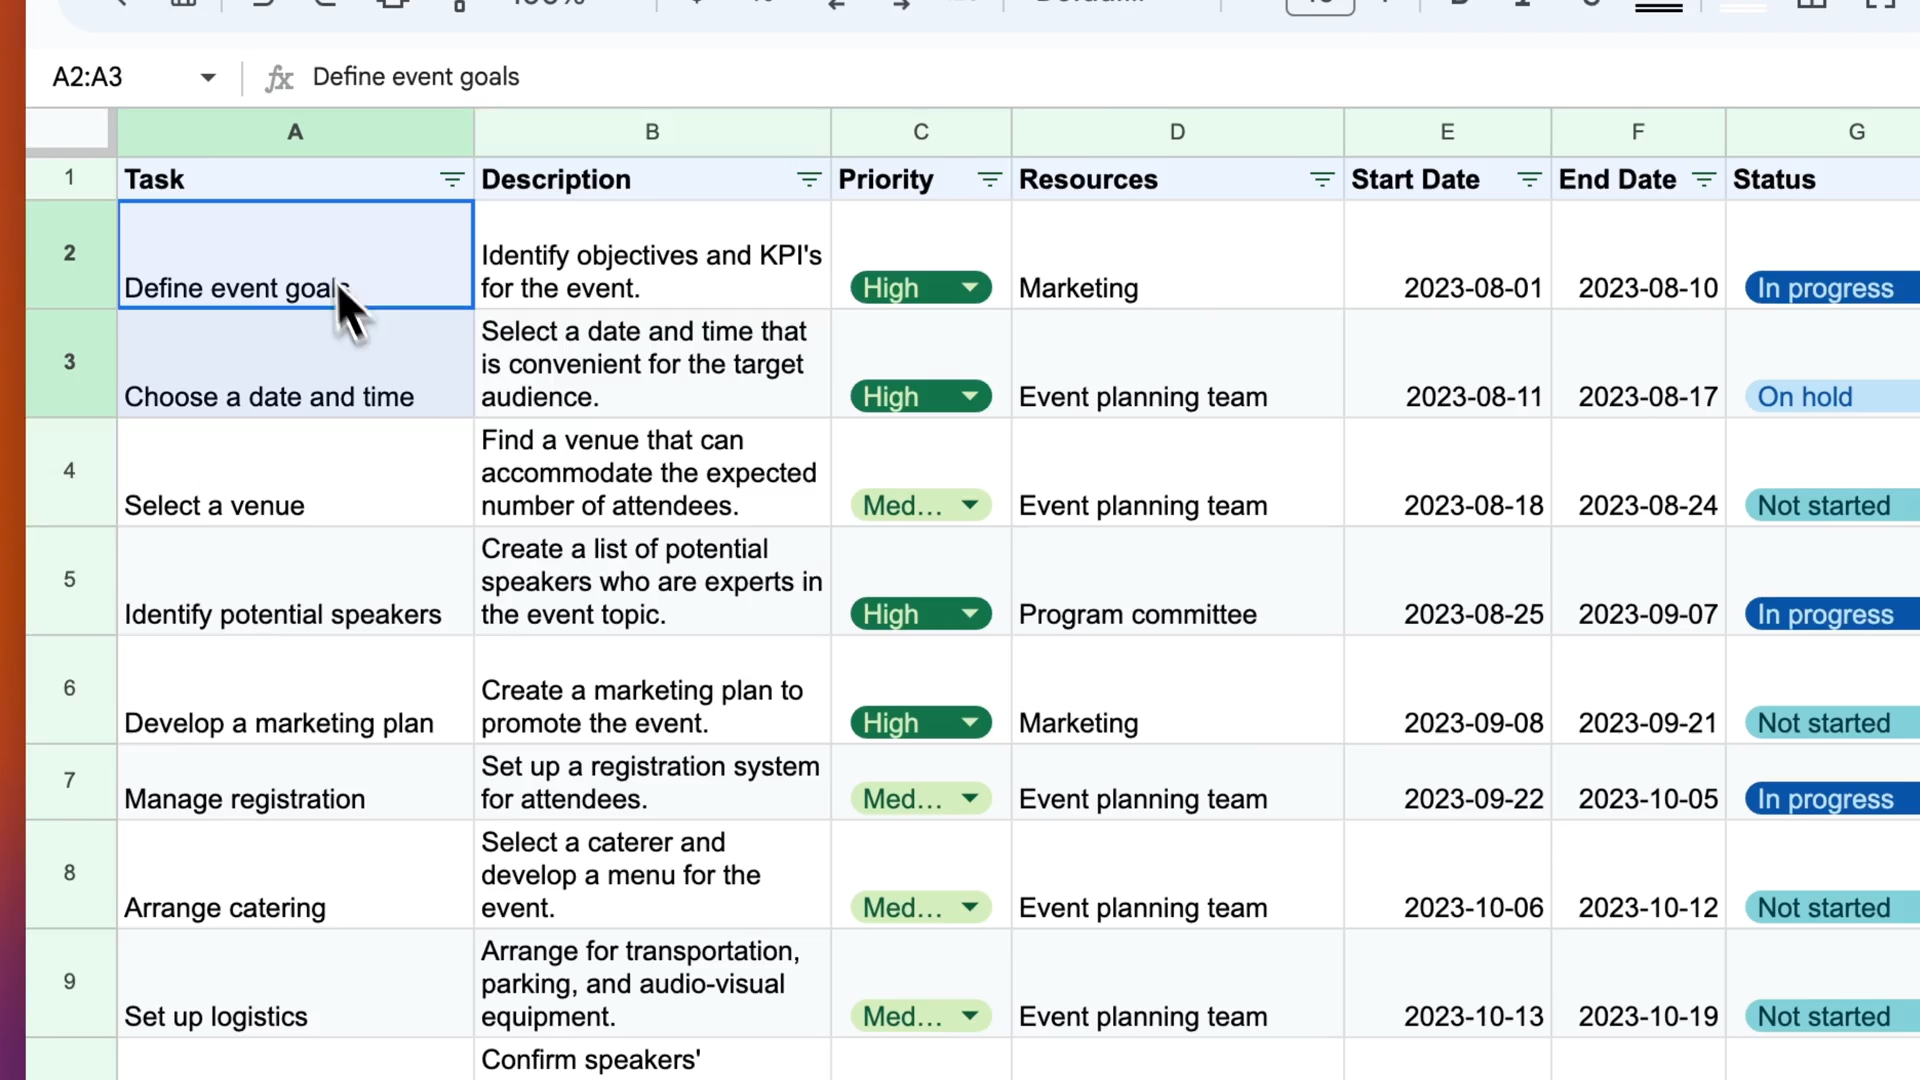 A2:A3
fx Define event goals
A B C D E F G
1 Task Description Priority Resources Start Date End Date Status
2 Define event goals Identify objectives and KPI's
for the event. High Marketing 2023-08-01 2023-08-10 In progress
3 Choose a date and time Select a date and time that
is convenient for the target
audience. High Event planning team 2023-08-11 2023-08-17 On hold
4 Select a venue Find a venue that can
accommodate the expected
number of attendees. Med... Event planning team 2023-08-18 2023-08-24 Not started
5 Identify potential speakers Create a list of potential
speakers who are experts in
the event topic. High Program committee 2023-08-25 2023-09-07 In progress
6 Develop a marketing plan Create a marketing plan to
promote the event. High Marketing 2023-09-08 2023-09-21 Not started
7 Manage registration Set up a registration system
for attendees. Med... Event planning team 2023-09-22 2023-10-05 In progress
8 Arrange catering Select a caterer and
develop a menu for the
event. Med... Event planning team 2023-10-06 2023-10-12 Not started
9 Set up logistics Arrange for transportation,
parking, and audio-visual
equipment. Med... Event planning team 2023-10-13 2023-10-19 Not started
Confirm speakers'